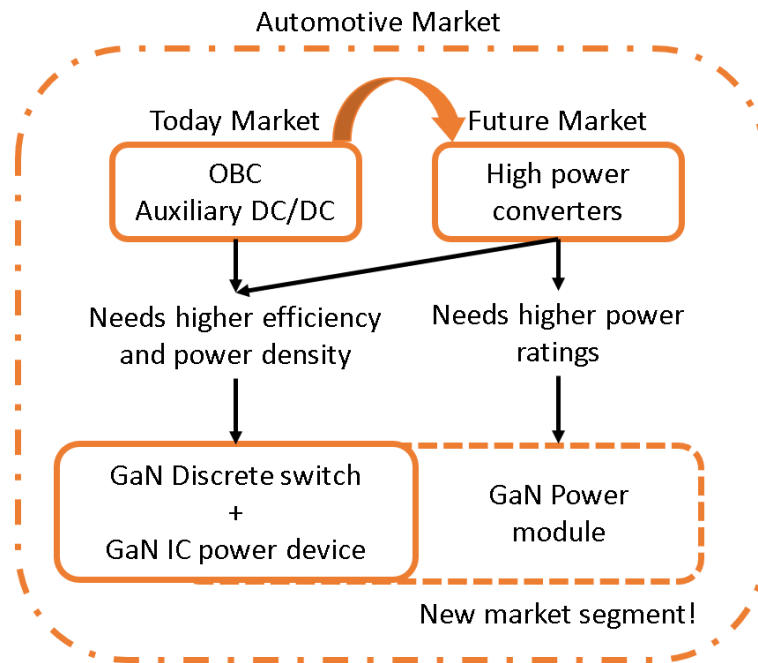 Automotive Market
Today Market
Future Market
OBC
Auxiliary DC/DC
High power
converters
Needs higher efficiency
and power density
Needs higher power
ratings
GaN Discrete switch
+
GaN IC power device
GaN Power
module
New market segment!